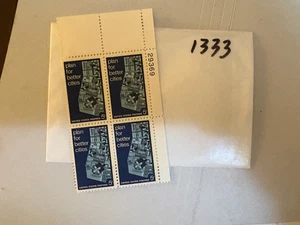 1333
29369
plan
for
better
cities
plan
for
better
cities
plan
for
better
cities
plan
for
better
cities